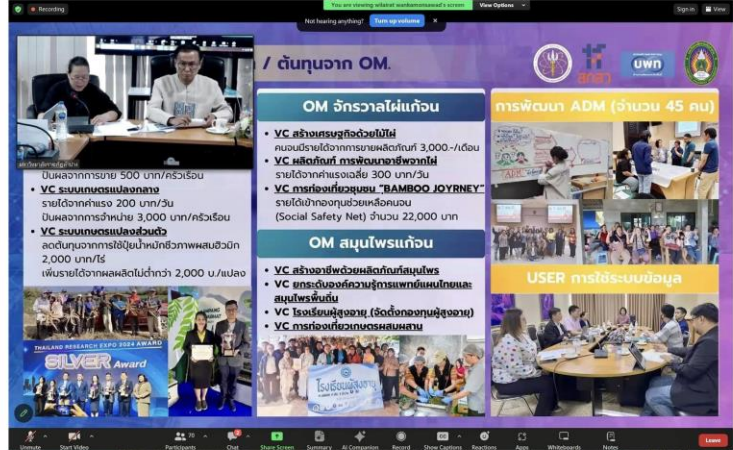 Recording
You are viewing wilairat wankamonsawad's screen
View Options
Sign in
View
Not hearing anything?
Turn up volume
/ ต้นทุนจาก OM.
สกสว
บพท
OM จักรวาลไผ่แก้จน
VC สร้างเศรษฐกิจด้วยไม้ไผ่
คนจนมีรายได้จากการขายผลิตภัณฑ์ 3,000.-/เดือน
VC ผลิตภัณฑ์ การพัฒนาอาชีพจากไผ่
รายได้จากค่าแรงเฉลี่ย 300 บาท/วัน
VC การท่องเที่ยวชุมชน "BAMBOO JOYRNEY"
รายได้เข้ากองทุนช่วยเหลือคนจน
(Social Safety Net) จำนวน 22,000 บาท
OM สมุนไพรแก้จน
VC สร้างอาชีพด้วยผลิตภัณฑ์สมุนไพร
VC ยกระดับองค์ความรู้การแพทย์แผนไทยและ
สมุนไพรพื้นถิ่น
VC โรงเรียนผู้สูงอายุ (จัดตั้งกองทุนผู้สูงอายุ)
VC การท่องเที่ยวเกษตรผสมผสาน
โรงเรียนผู้สูงอายุ
ปันผลจากการขาย 500 บาท/ครัวเรือน
VC ระบบเกษตรแปลงกลาง
รายได้จากค่าแรง 200 บาท/วัน
ปันผลจากการจำหน่าย 3,000 บาท/ครัวเรือน
VC ระบบเกษตรแปลงส่วนตัว
ลดต้นทุนจากการใช้ปุ๋ยน้ำหมักชีวภาพผสมฮิวมิก
2,000 บาท/ไร่
เพิ่มรายได้จากผลผลิตไม่ต่ำกว่า 2,000 บ./แปลง
THAILAND RESEARCH EXPO 2024 AWARD
SILVER Award
การพัฒนา ADM (จำนวน 45 คน)
ADM
USER การใช้ระบบข้อมูล
Unmute
Start Video
Participants
Chat
Share Screen
Summary
AI Companion
Record
Show Captions
Reactions
Apps
Whiteboards
Notes
Leave